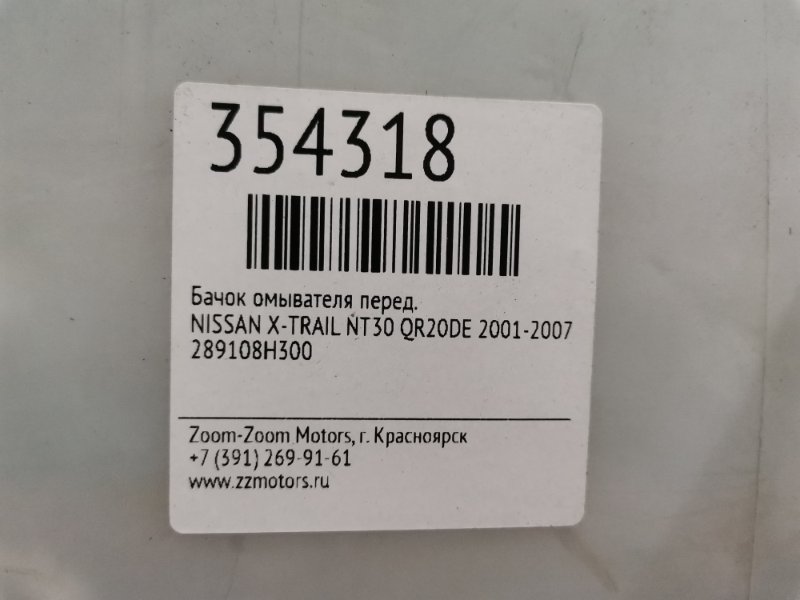 354318
Бачок омывателя перед.
NISSAN X-TRAIL NT30 QR20DE 2001-2007
289108H300
Zoom-Zoom Motors, г. Красноярск
+7 (391) 269-91-61
www.zzmotors.ru